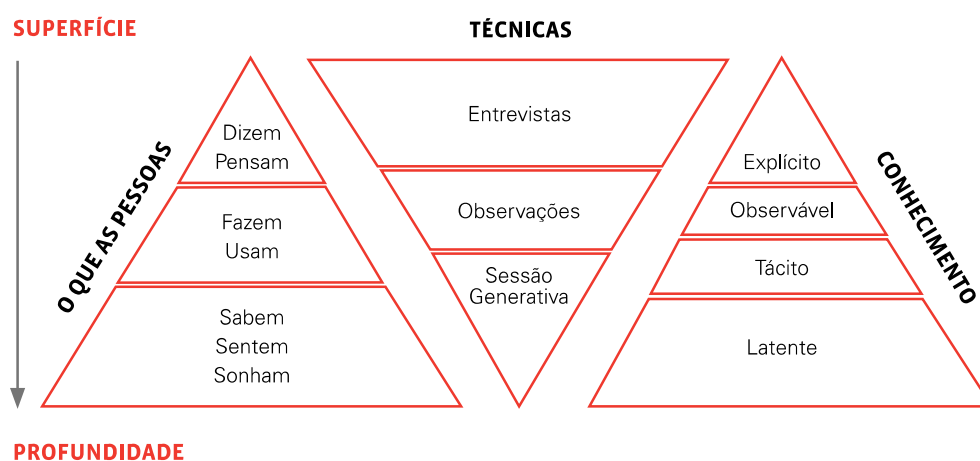 SUPERFÍCIE
TÉCNICAS
O QUE AS PESSOAS
Dizem
Pensam
Fazem
Usam
Sabem
Sentem
Sonham
Entrevistas
Observações
Sessão
Generativa
Explícito
Observável
Tácito
Latente
CONHECIMENTO
PROFUNDIDADE